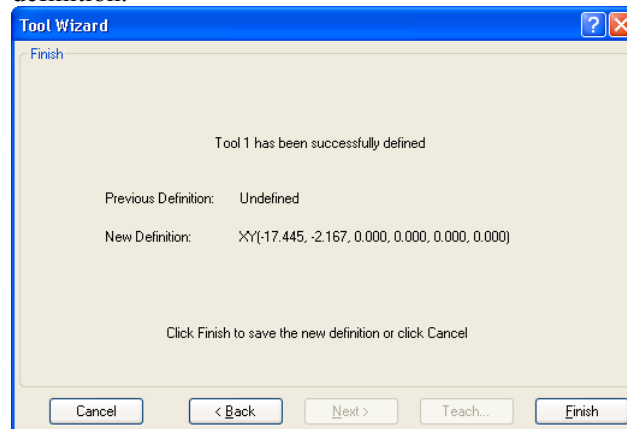 definition.
Tool Wizard
Finish
Tool 1 has been successfully defined
Previous Definition: Undefined
New Definition: XY(-17.445, -2.167, 0.000, 0.000, 0.000, 0.000)
Click Finish to save the new definition or click Cancel
Cancel < Back Next > Teach... Finish